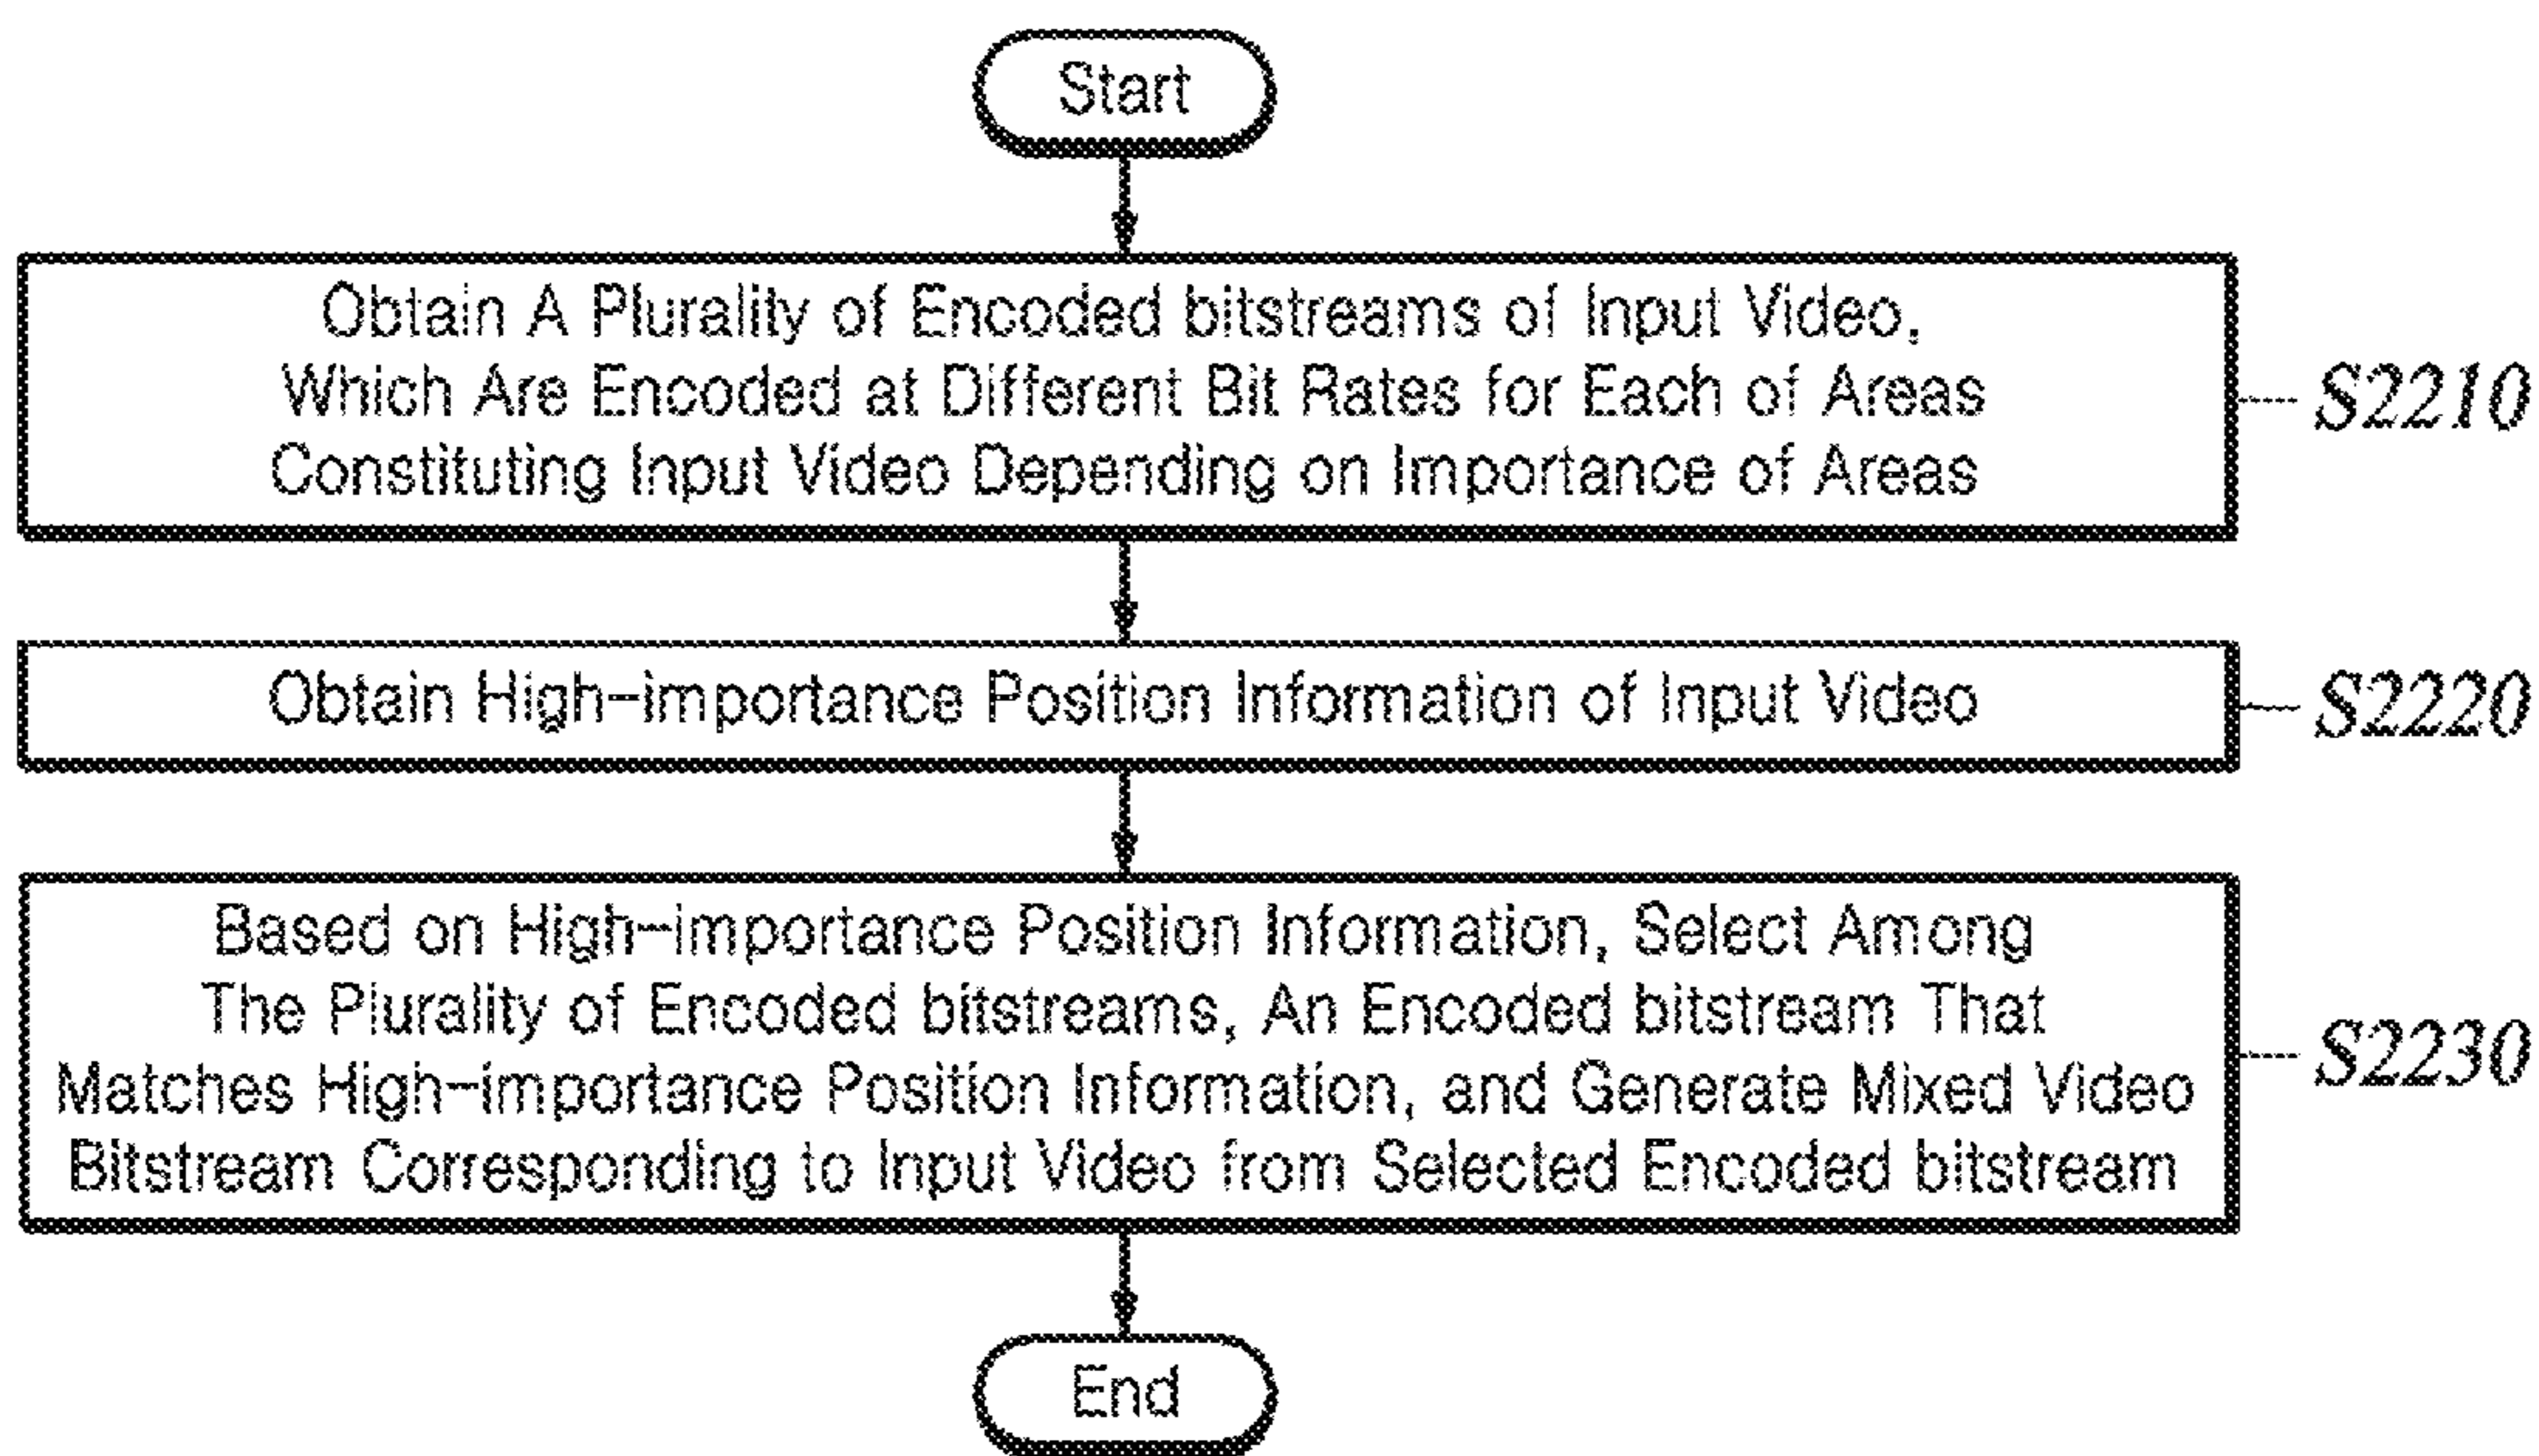 Start
Obtain A Plurality of Encoded bitstreams of Input Video,
Which Are Encoded at Different Bit Rates for Each of Areas
Constituting Input Video Depending on Importance of Areas
S2210
Obtain High-importance Position Information of Input Video
S2220
Based on High-importance Position Information, Select Among
The Plurality of Encoded bitstreams, An Encoded bitstream That
Matches High-importance Position Information, and Generate Mixed Video
Bitstream Corresponding to Input Video from Selected Encoded bitstream
S2230
End